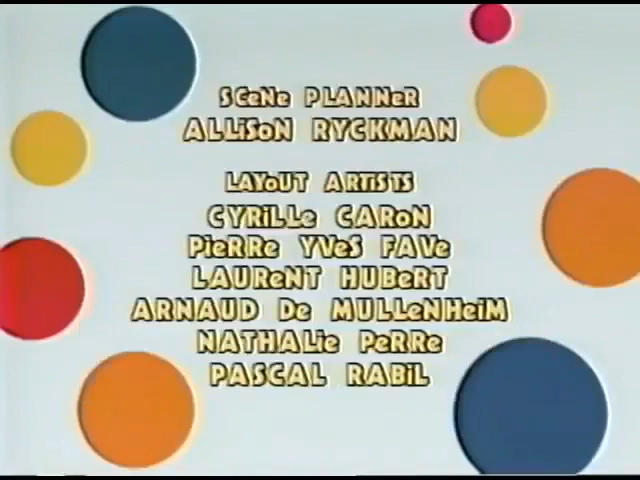 SCeNe PLANNeR
ALLiSoN RYCKMAN
LAYoUT ARTiSTS
CYRiLLe CARoN
PieRRe YVeS FAVe
LAUReNT HUBeRT
ARNAUD De MULLeNHeiM
NATHALie PeRRe
PASCAL RABiL